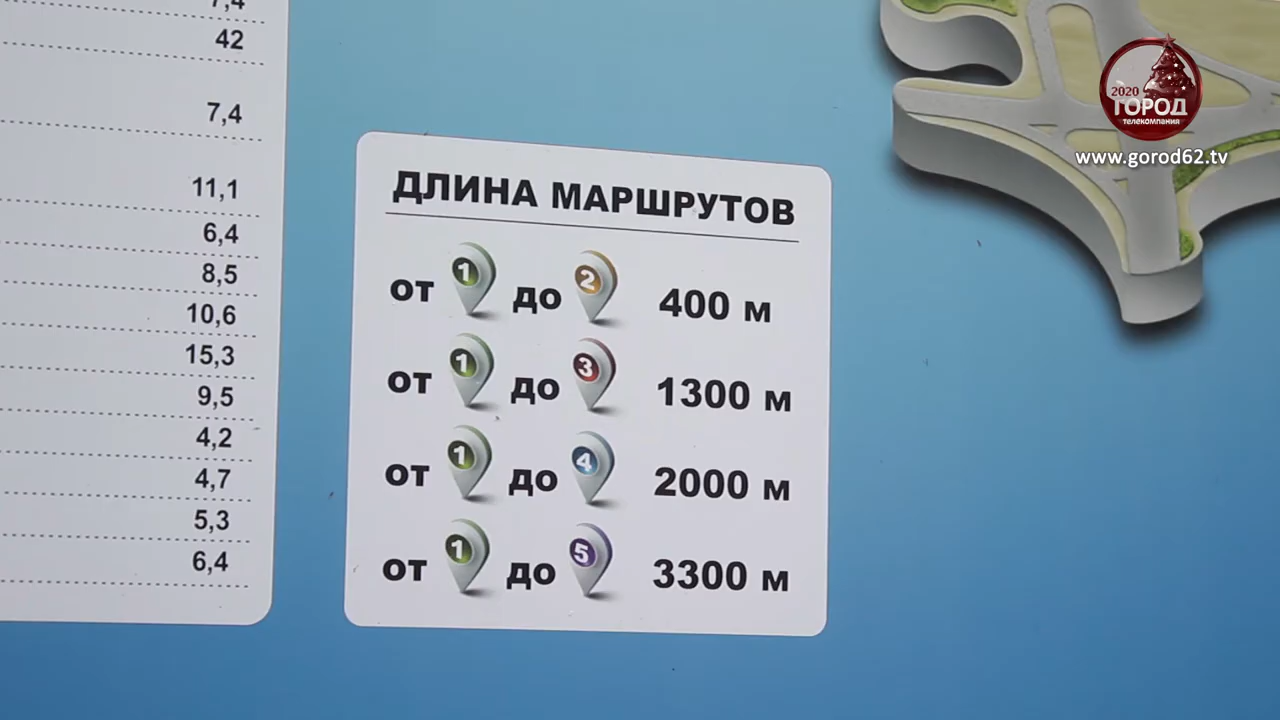 7,4
42
7,4
11,1
6,4
8,5
10,6
15,3
9,5
4,2
4,7
5,3
6,4
ДЛИНА МАРШРУТОВ
от 1 до 2 400 м
от 1 до 3 1300 м
от 1 до 4 2000 м
от 1 до 5 3300 м
2020
ГОРОД
телекомпания
www.gorod62.tv